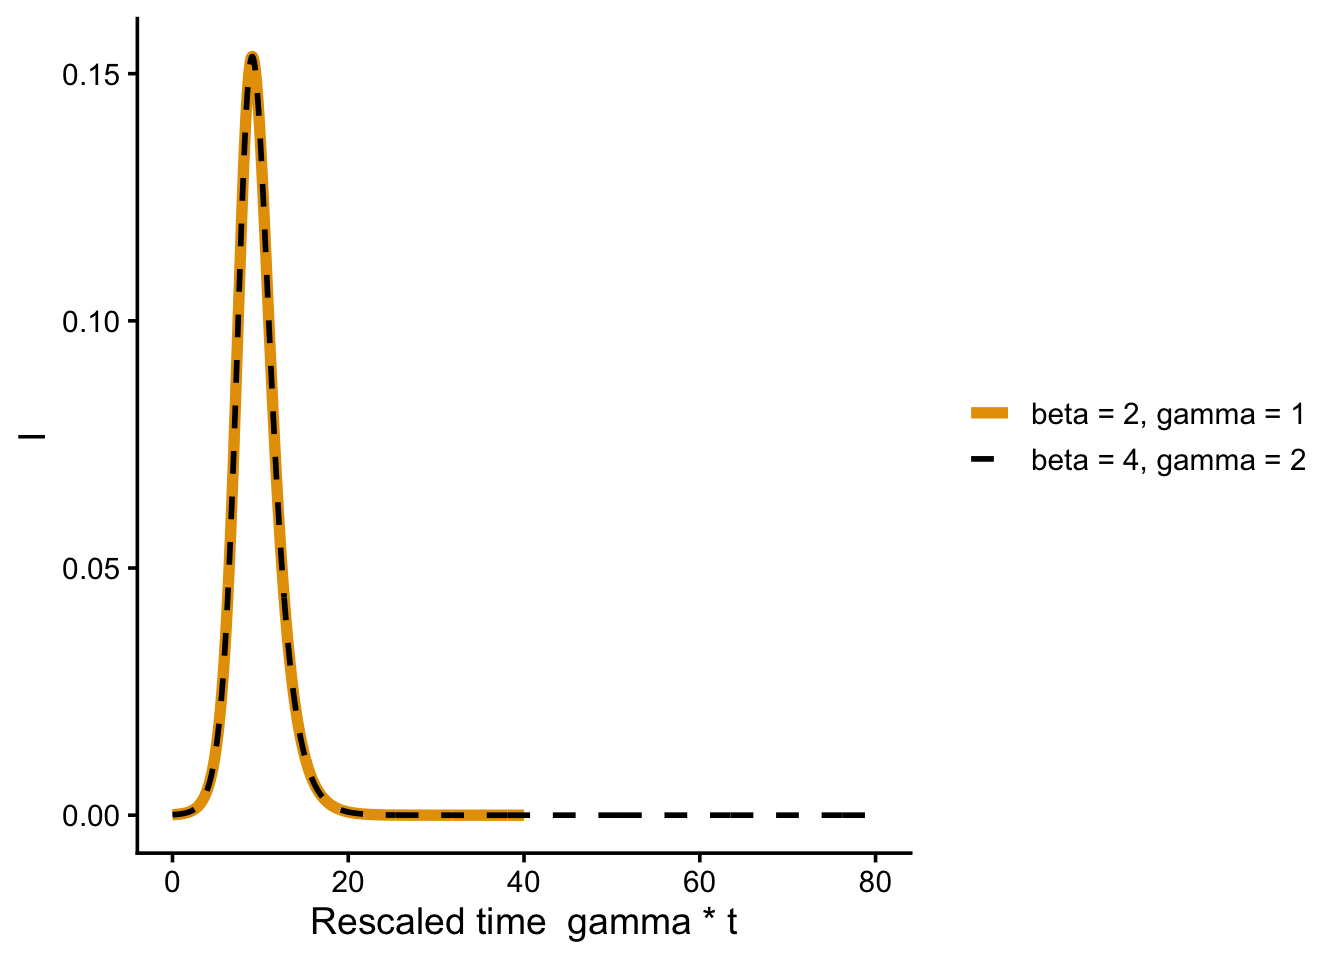 0.15
0.10
0.05
0.00
I
0
20
40
60
80
Rescaled time  gamma * t
beta = 2, gamma = 1
beta = 4, gamma = 2